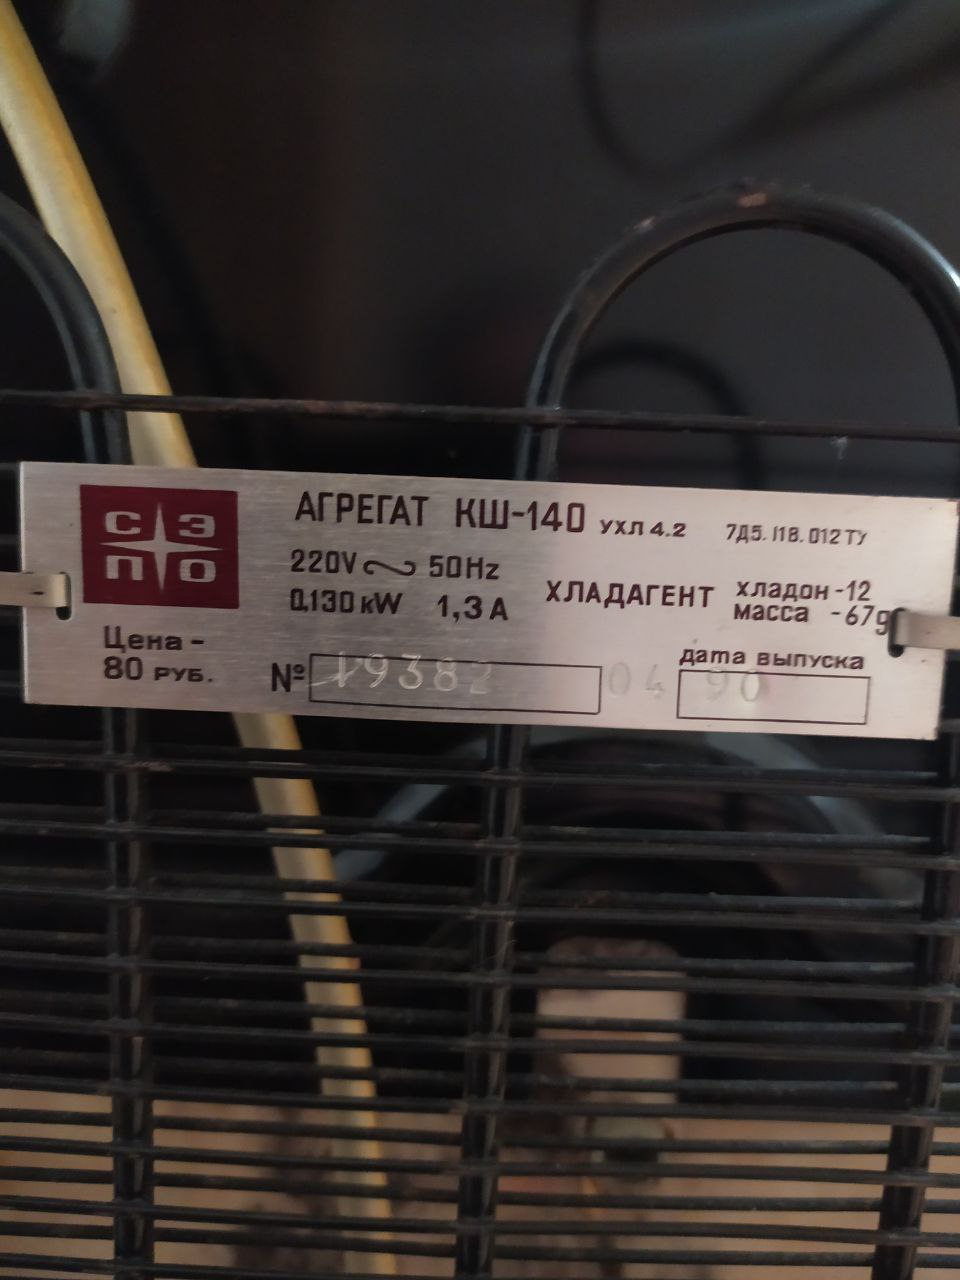 СЭПО
АГРЕГАТ КШ-140 УХЛ 4.2 7Д5.118.012 ТУ
220V ~ 50Hz
0,130 kW 1,3 A
ХЛАДАГЕНТ хладон -12
масса -67g
Цена -
80 РУБ.
№ 19382 04 90
дата выпуска